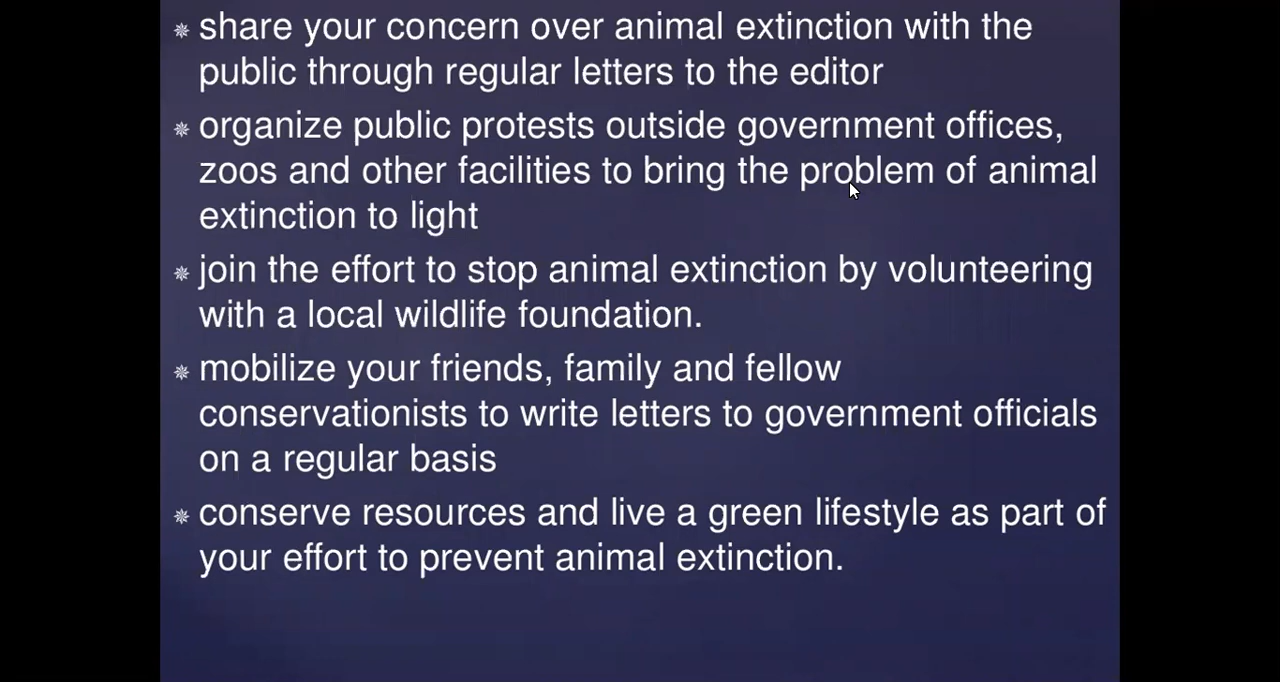 share your concern over animal extinction with the
public through regular letters to the editor
organize public protests outside government offices,
zoos and other facilities to bring the problem of animal
extinction to light
join the effort to stop animal extinction by volunteering
with a local wildlife foundation.
mobilize your friends, family and fellow
conservationists to write letters to government officials
on a regular basis
conserve resources and live a green lifestyle as part of
your effort to prevent animal extinction.